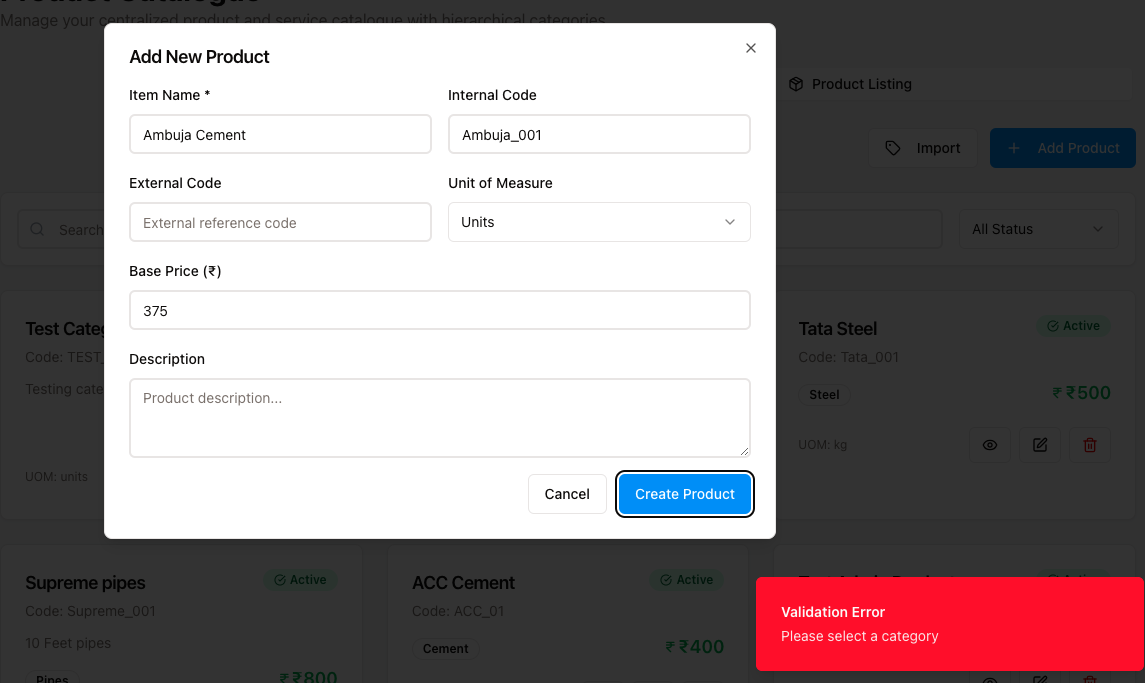 Product Catalogue
Manage your centralized product and service catalogue with hierarchical categories
Add New Product
Item Name *
Internal Code
Ambuja Cement
Ambuja_001
External Code
Unit of Measure
External reference code
Units
Base Price (₹)
375
Description
Product description...
Cancel
Create Product
Product Listing
Import
Add Product
Search
All Status
Test Categ
Code: TEST_
Testing cate
UOM: units
Tata Steel
Active
Code: Tata_001
Steel
₹ ₹500
UOM: kg
Supreme pipes
Active
Code: Supreme_001
10 Feet pipes
Pipes
₹ ₹800
ACC Cement
Active
Code: ACC_01
Cement
₹ ₹400
Validation Error
Please select a category